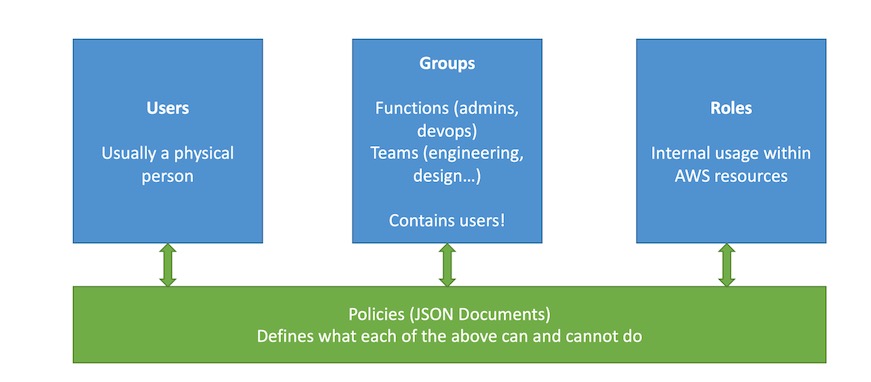 Users
Usually a physical
person
Groups
Functions (admins,
devops)
Teams (engineering,
design…)
Contains users!
Roles
Internal usage within
AWS resources
Policies (JSON Documents)
Defines what each of the above can and cannot do